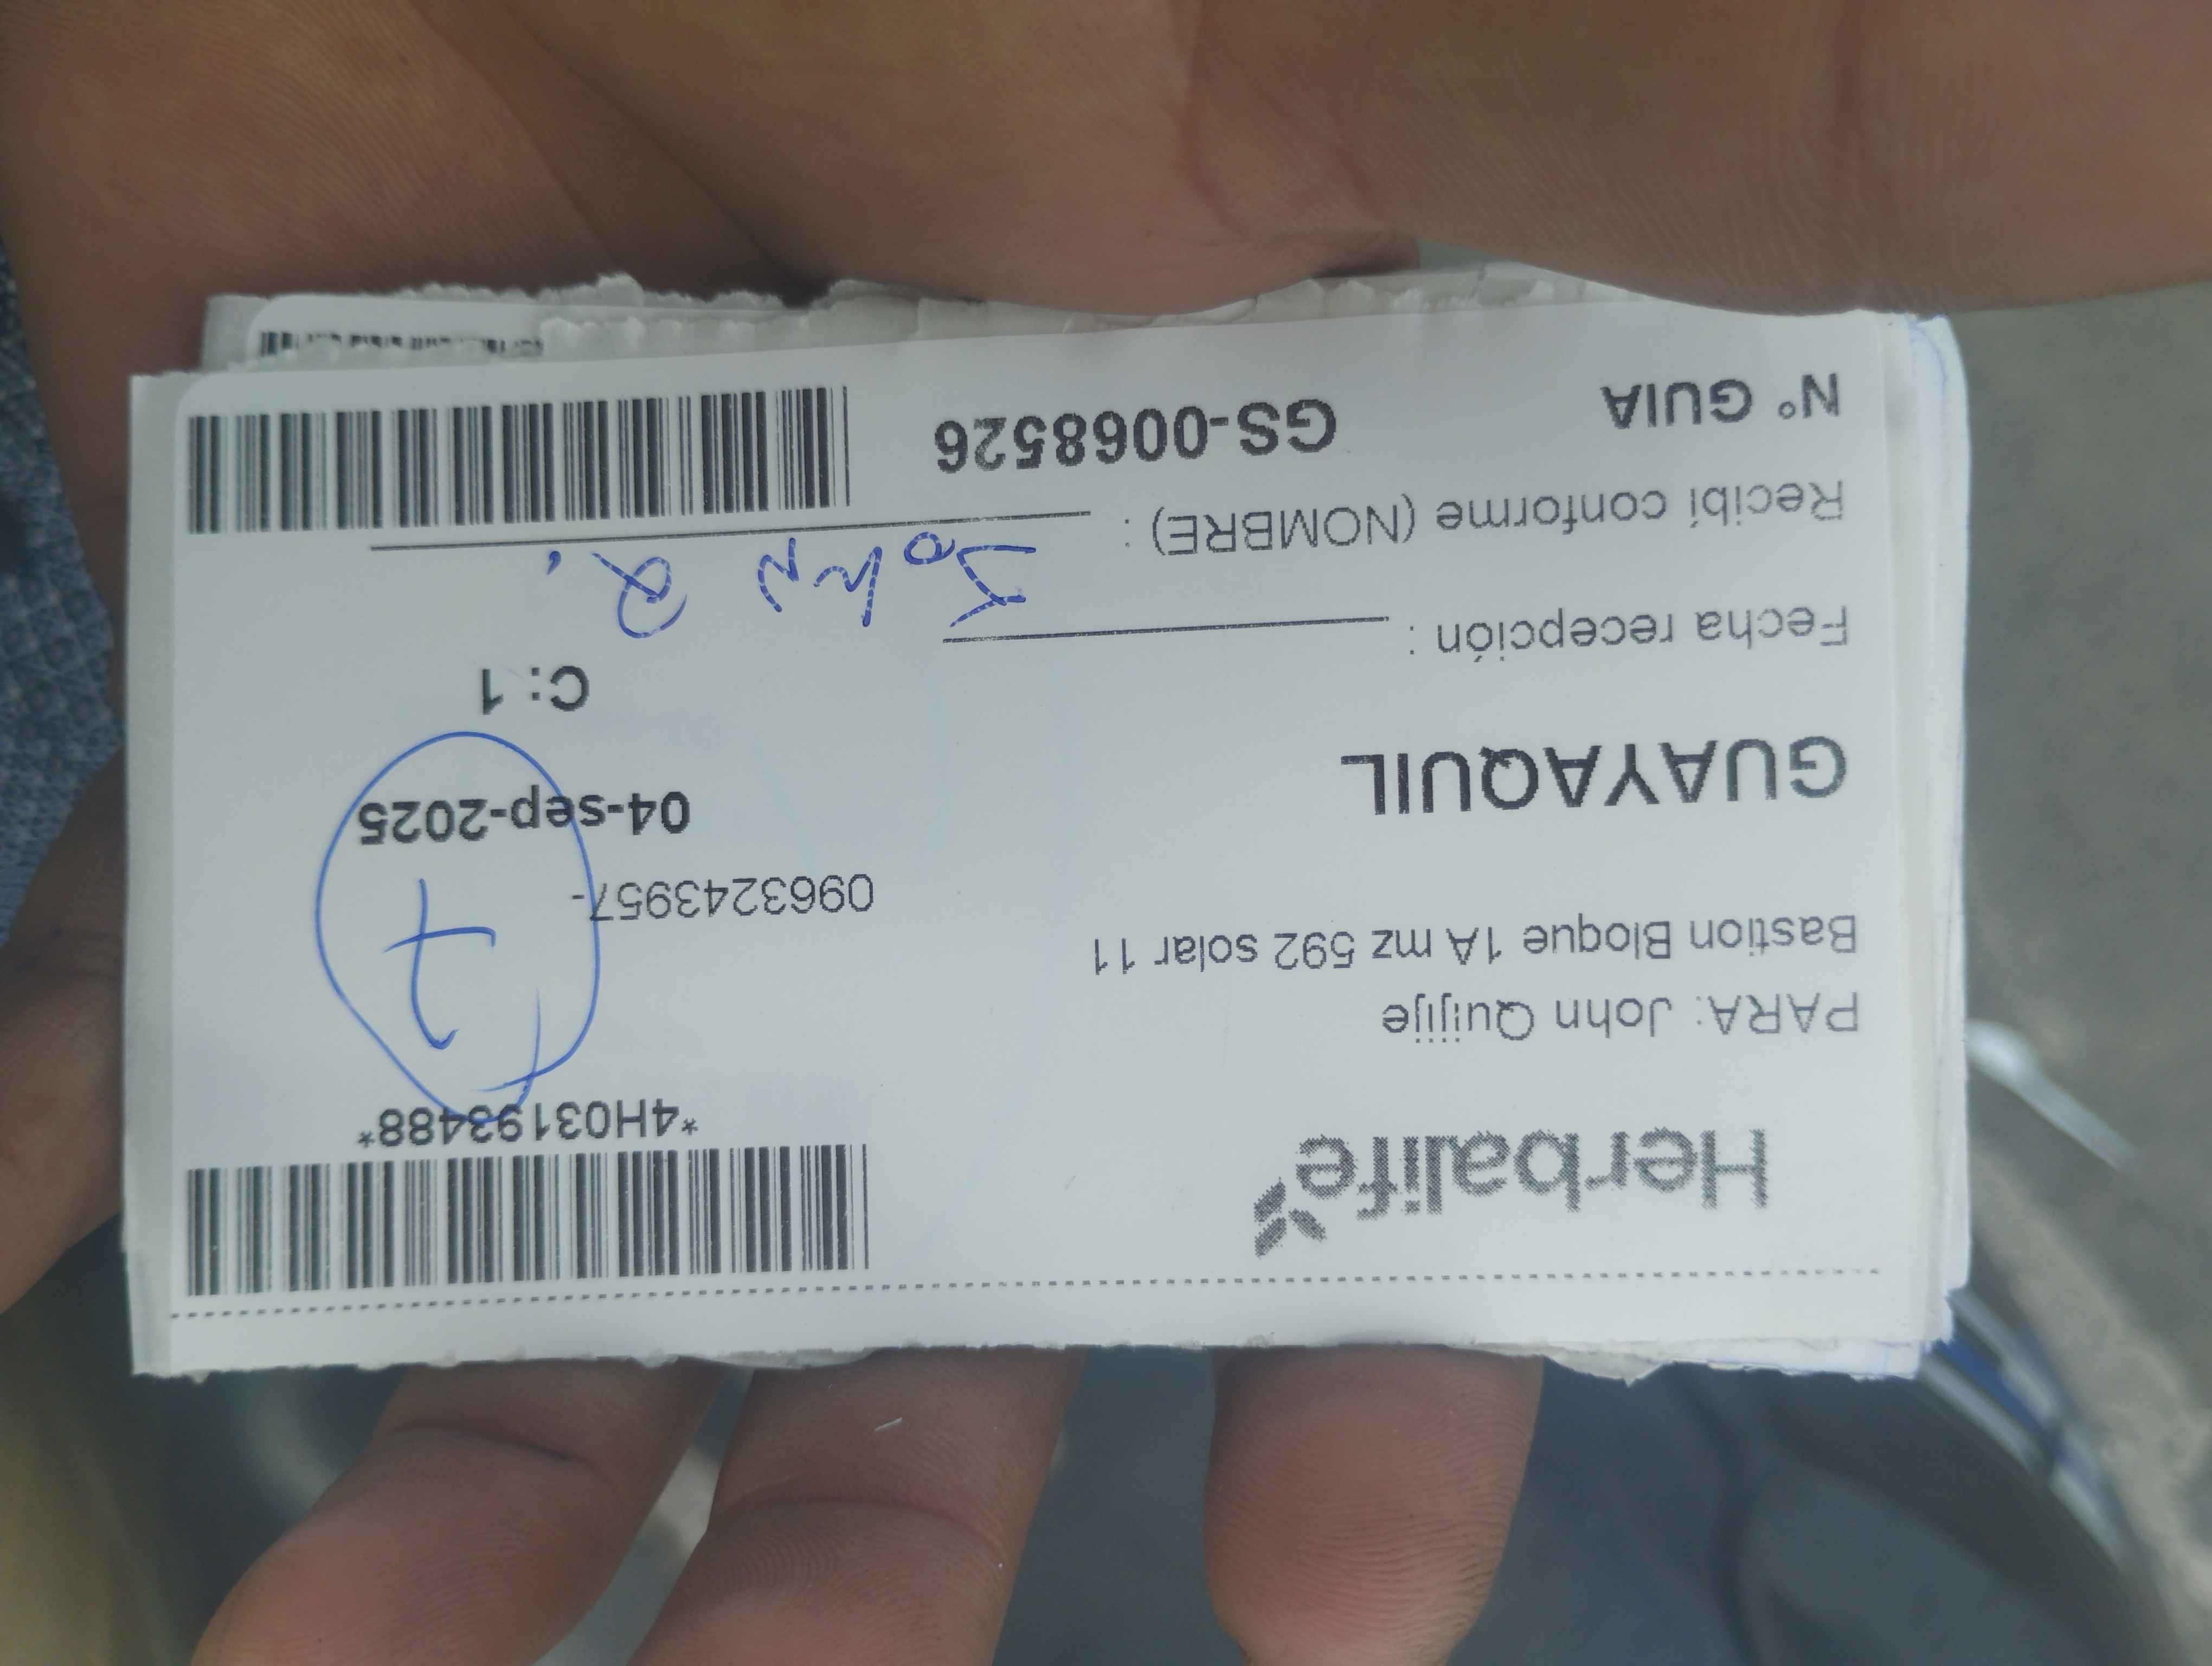 Herbalife
*4H03193488*
PARA: John Quijije
Bastion Bloque 1A mz 592 solar 11
0963243957-
7
GUAYAQUIL
04-sep-2025
C: 1
Fecha recepción :
Recibí conforme (NOMBRE) : John Q.
N° GUIA GS-0068526